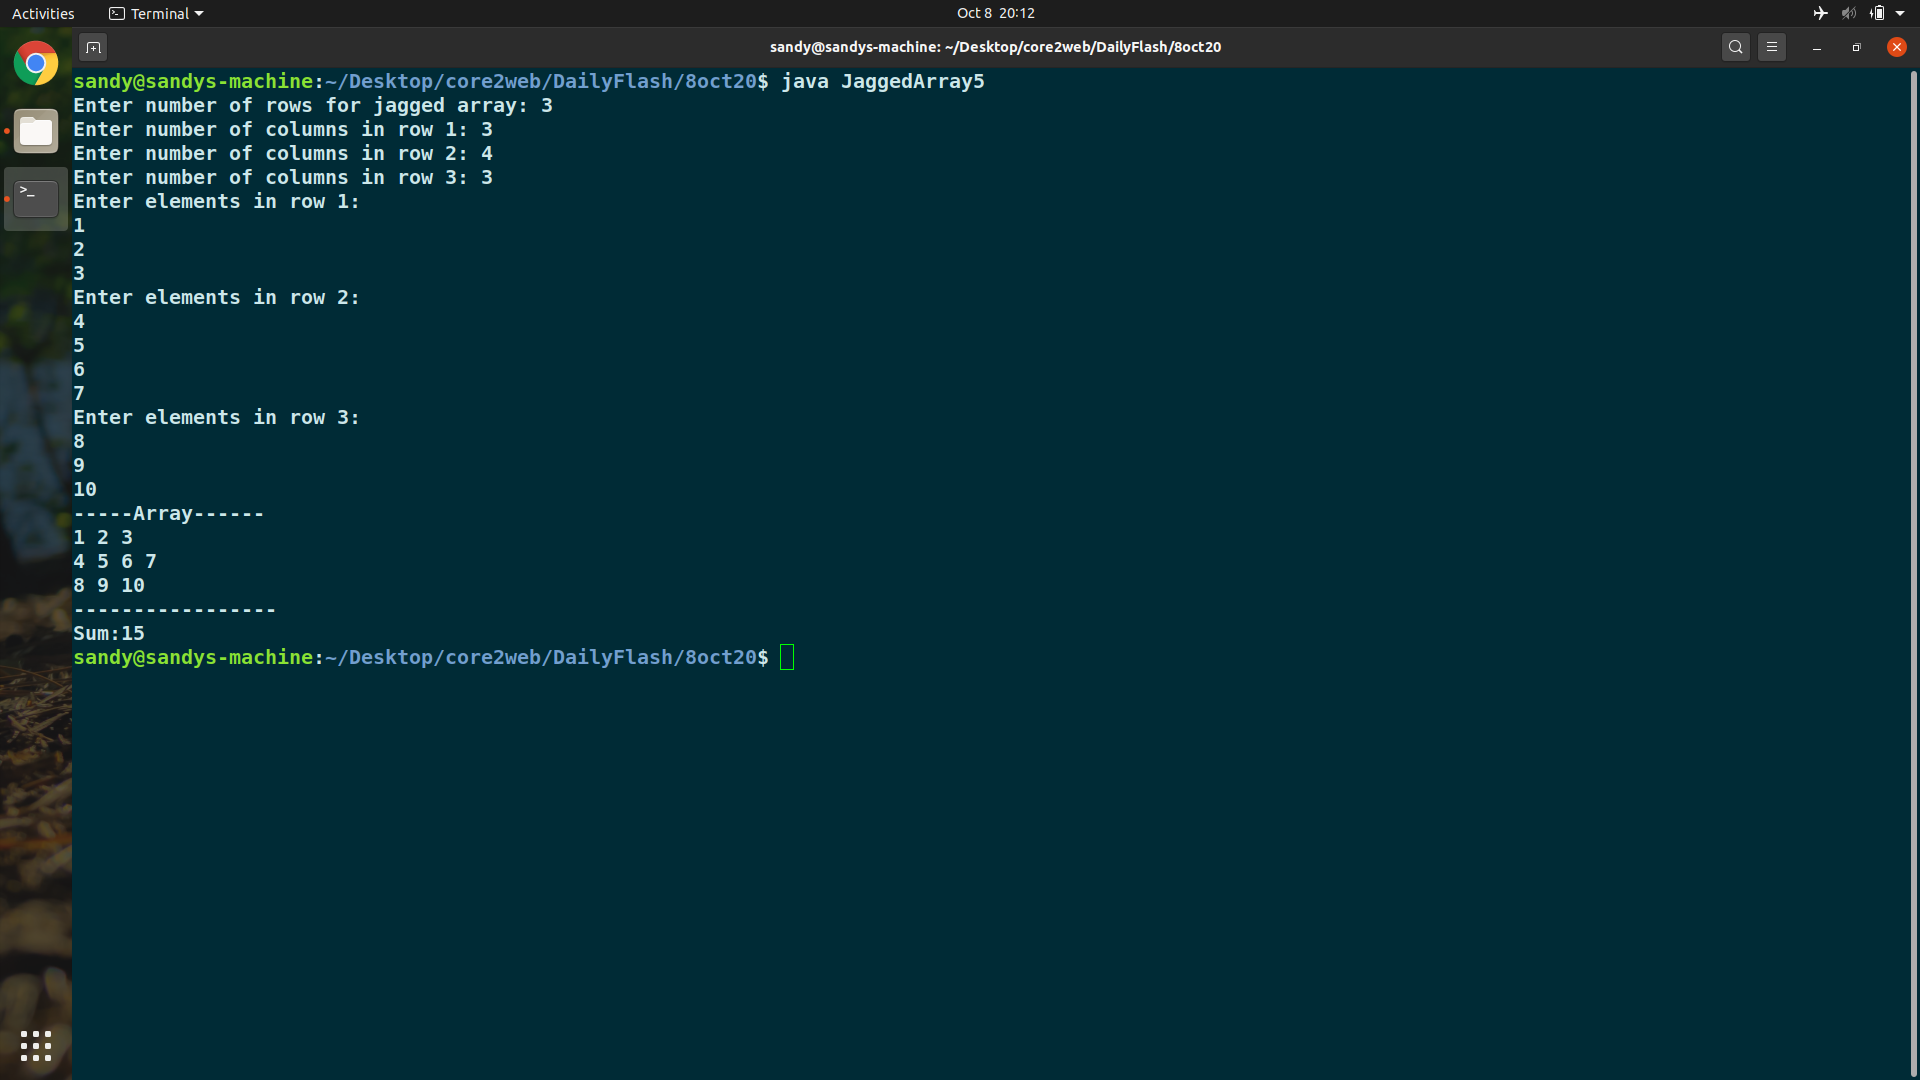 Activities
Terminal
Oct 8 20:12
sandy@sandys-machine: ~/Desktop/core2web/DailyFlash/8oct20
sandy@sandys-machine:~/Desktop/core2web/DailyFlash/8oct20$ java JaggedArray5
Enter number of rows for jagged array: 3
Enter number of columns in row 1: 3
Enter number of columns in row 2: 4
Enter number of columns in row 3: 3
Enter elements in row 1:
1
2
3
Enter elements in row 2:
4
5
6
7
Enter elements in row 3:
8
9
10
-----Array------
1 2 3
4 5 6 7
8 9 10
-----------------
Sum:15
sandy@sandys-machine:~/Desktop/core2web/DailyFlash/8oct20$